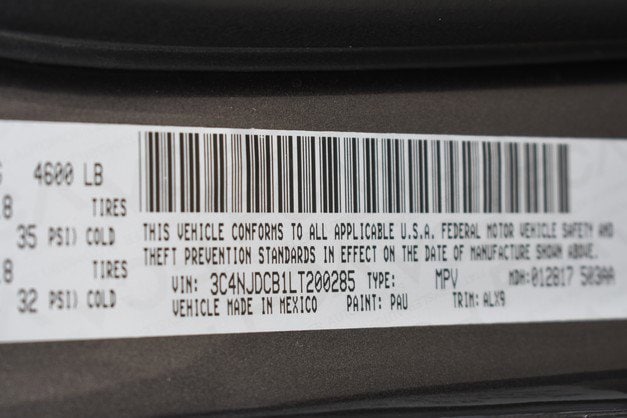 4600 LB
8 TIRES
35 PSI) COLD
8 TIRES
32 PSI) COLD
THIS VEHICLE CONFORMS TO ALL APPLICABLE U.S.A. FEDERAL MOTOR VEHICLE SAFETY AND
THEFT PREVENTION STANDARDS IN EFFECT ON THE DATE OF MANUFACTURE SHOWN ABOVE.
VIN: 3C4NJDCB1LT200285 TYPE: MPV MDH:012817 503AA
VEHICLE MADE IN MEXICO PAINT: PAU TRIM: ALX9